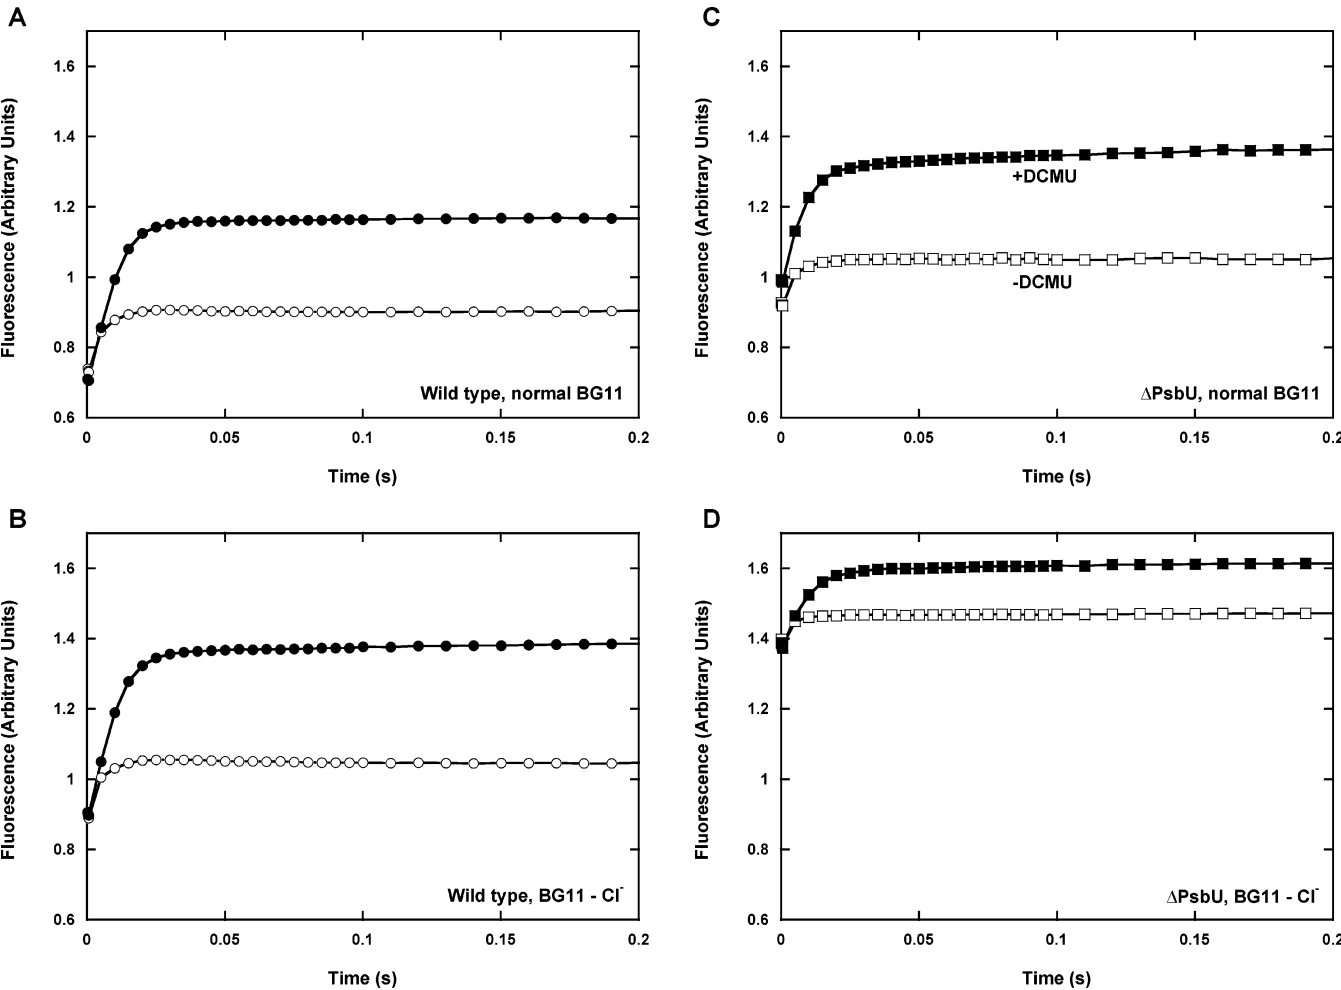 A
Fluorescence (Arbitrary Units)
1.6
1.4
1.2
1
0.8
0.6
Wild type, normal BG11
0 0.05 0.1 0.15 0.2
Time (s)
C
Fluorescence (Arbitrary Units)
1.6
1.4
1.2
1
0.8
0.6
+DCMU
-DCMU
ΔPsbU, normal BG11
0 0.05 0.1 0.15 0.2
Time (s)
B
Fluorescence (Arbitrary Units)
1.6
1.4
1.2
1
0.8
0.6
Wild type, BG11 - Cl⁻
0 0.05 0.1 0.15 0.2
Time (s)
D
Fluorescence (Arbitrary Units)
1.6
1.4
1.2
1
0.8
0.6
ΔPsbU, BG11 - Cl⁻
0 0.05 0.1 0.15 0.2
Time (s)